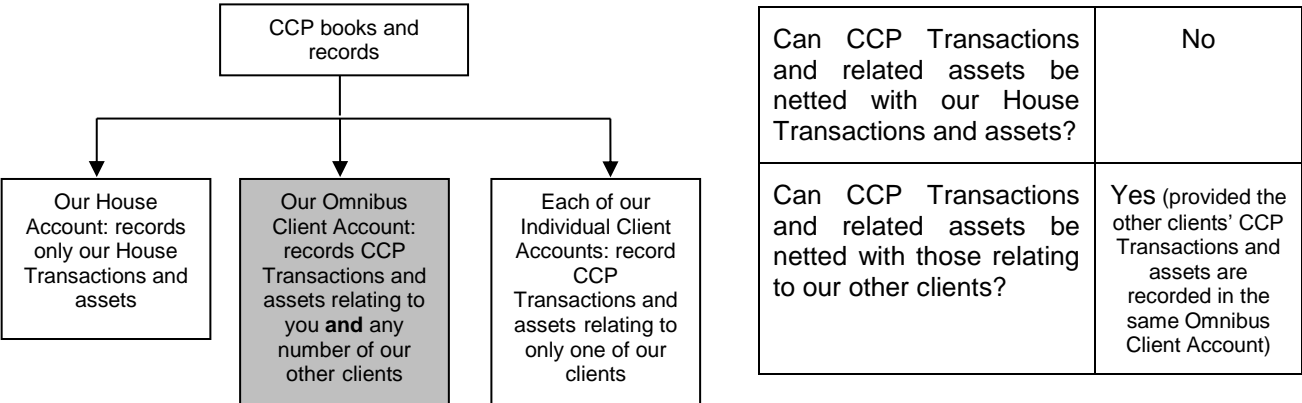 CCP books and
records
Our House
Account: records
only our House
Transactions and
assets
Our Omnibus
Client Account:
records CCP
Transactions and
assets relating to
you and any
number of our
other clients
Each of our
Individual Client
Accounts: record
CCP
Transactions and
assets relating to
only one of our
clients
Can CCP Transactions
and related assets be
netted with our House
Transactions and assets?
No
Can CCP Transactions
and related assets be
netted with those relating
to our other clients?
Yes (provided the
other clients’ CCP
Transactions and
assets are
recorded in the
same Omnibus
Client Account)